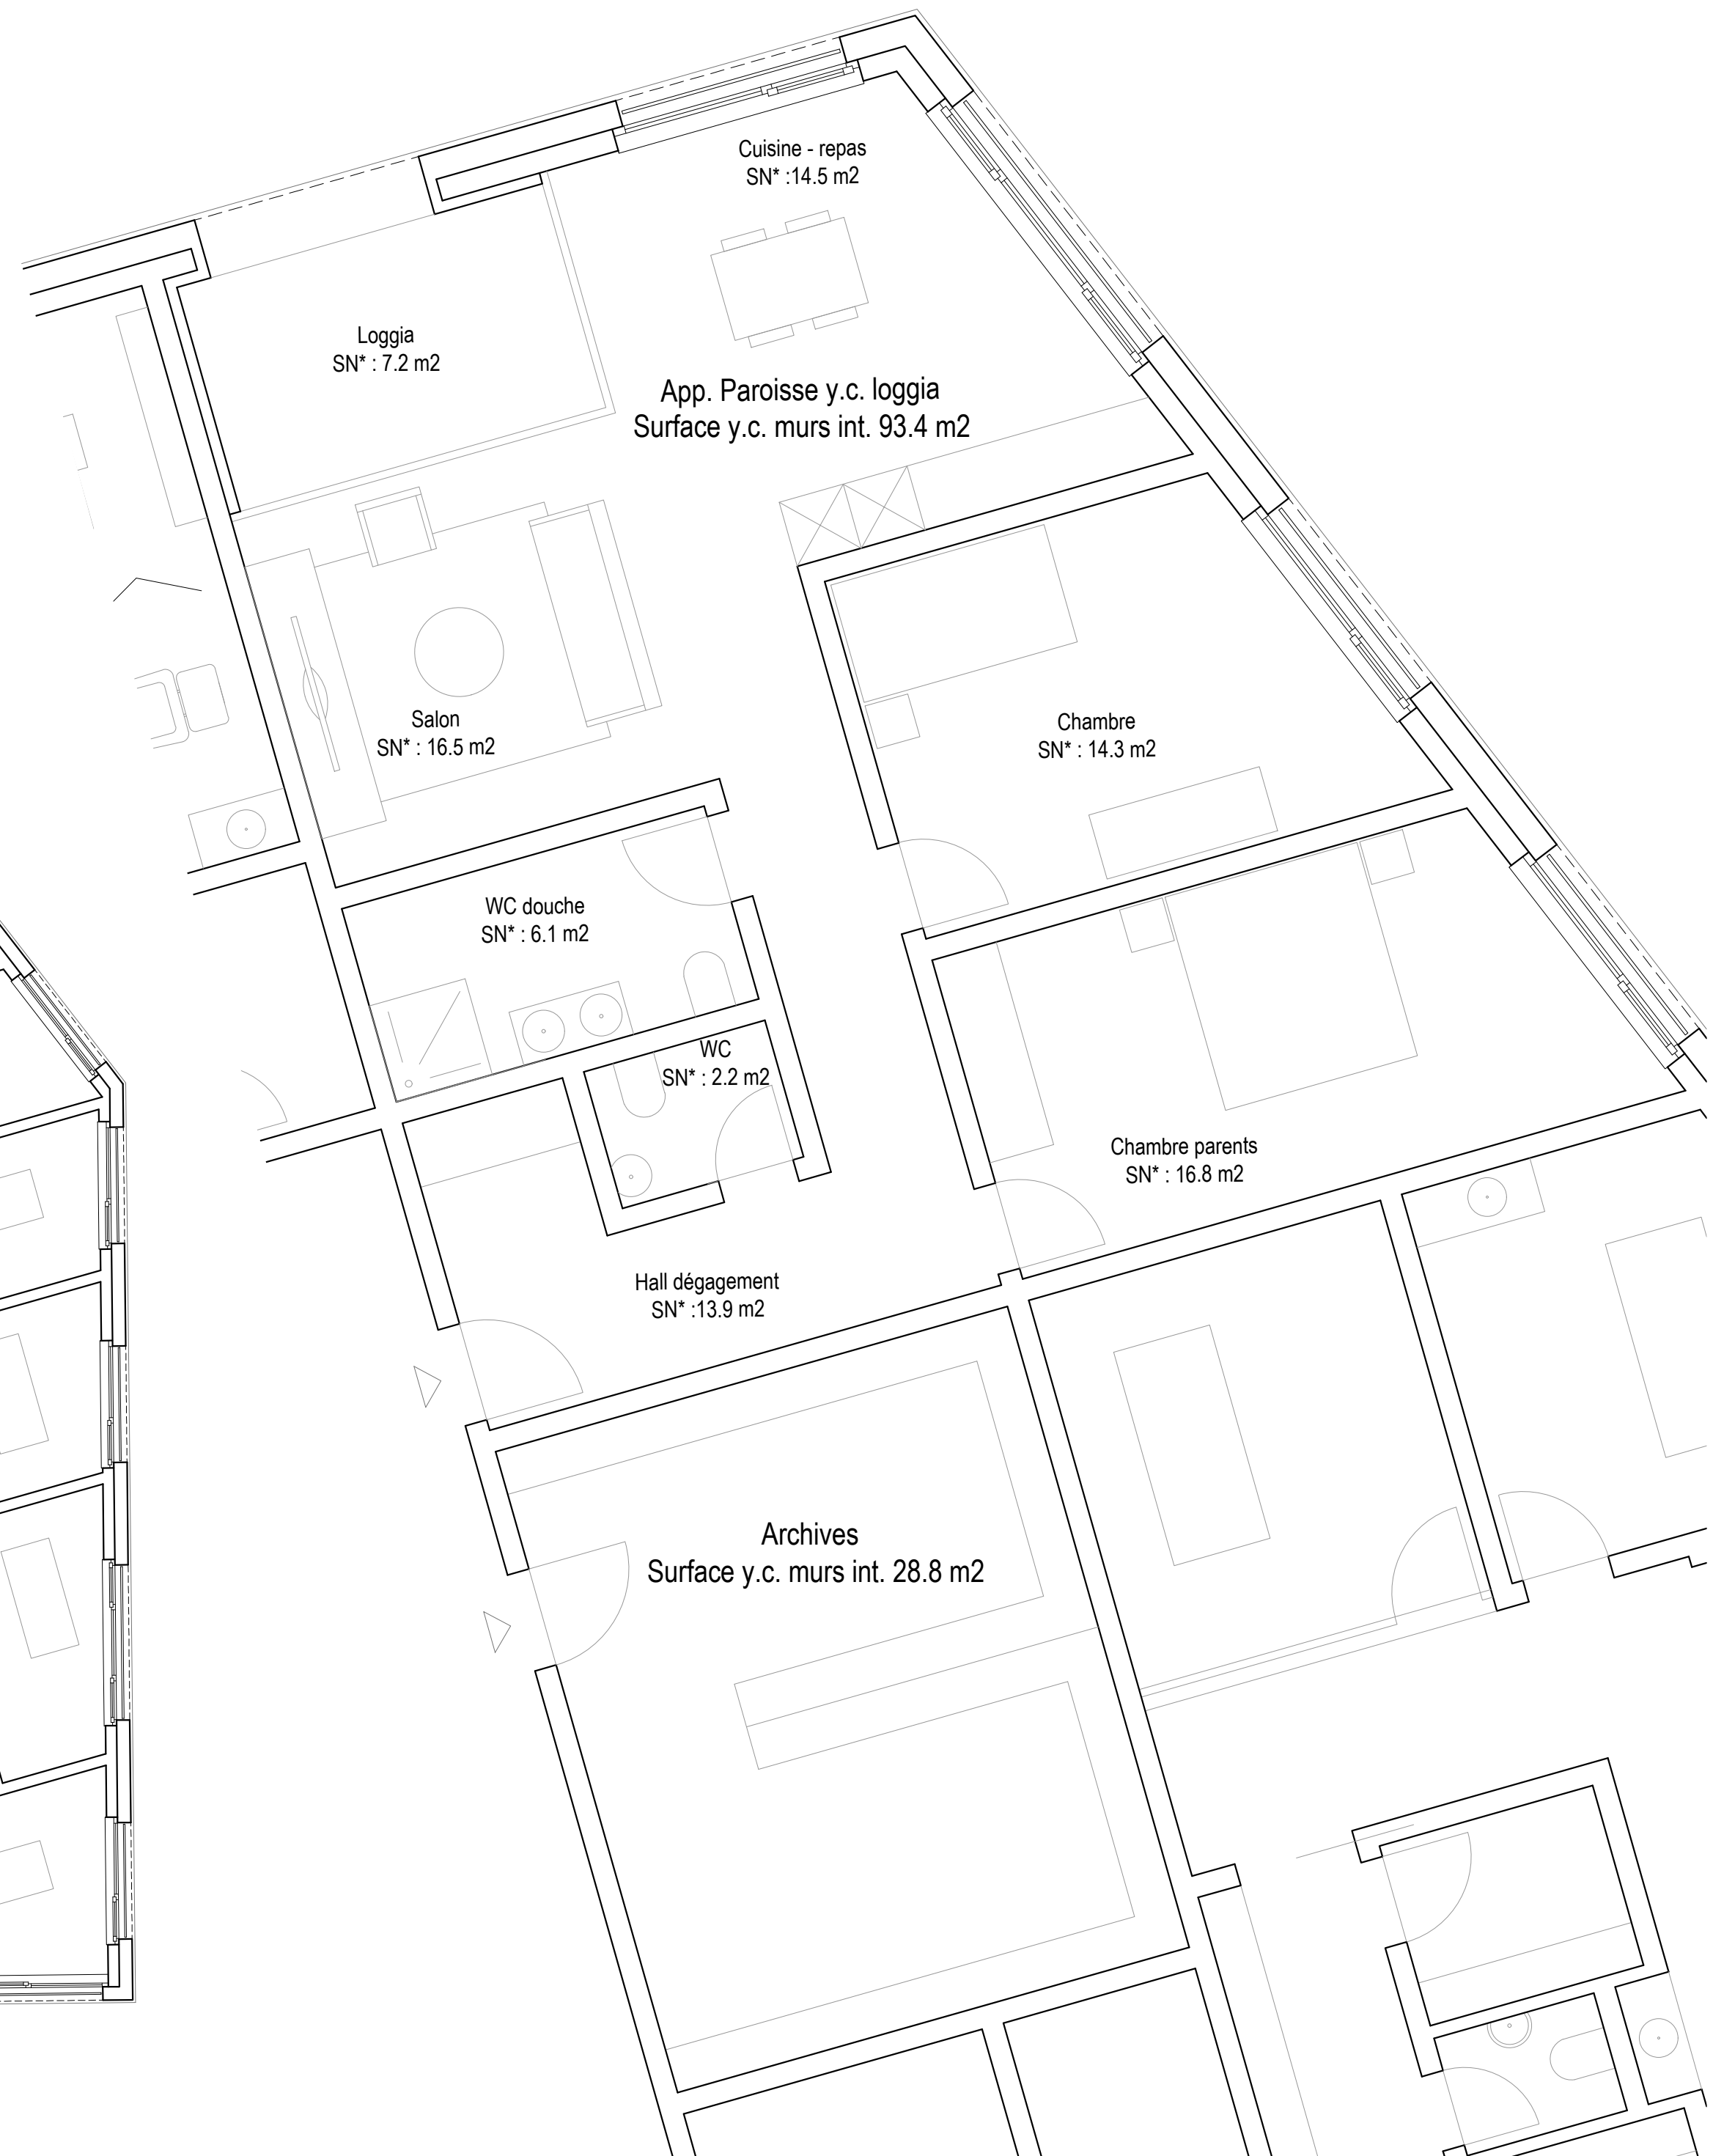 Cuisine - repas
SN* :14.5 m2
Loggia
SN* : 7.2 m2
App. Paroisse y.c. loggia
Surface y.c. murs int. 93.4 m2
Salon
SN* : 16.5 m2
Chambre
SN* : 14.3 m2
WC douche
SN* : 6.1 m2
WC
SN* : 2.2 m2
Chambre parents
SN* : 16.8 m2
Hall dégagement
SN* :13.9 m2
Archives
Surface y.c. murs int. 28.8 m2